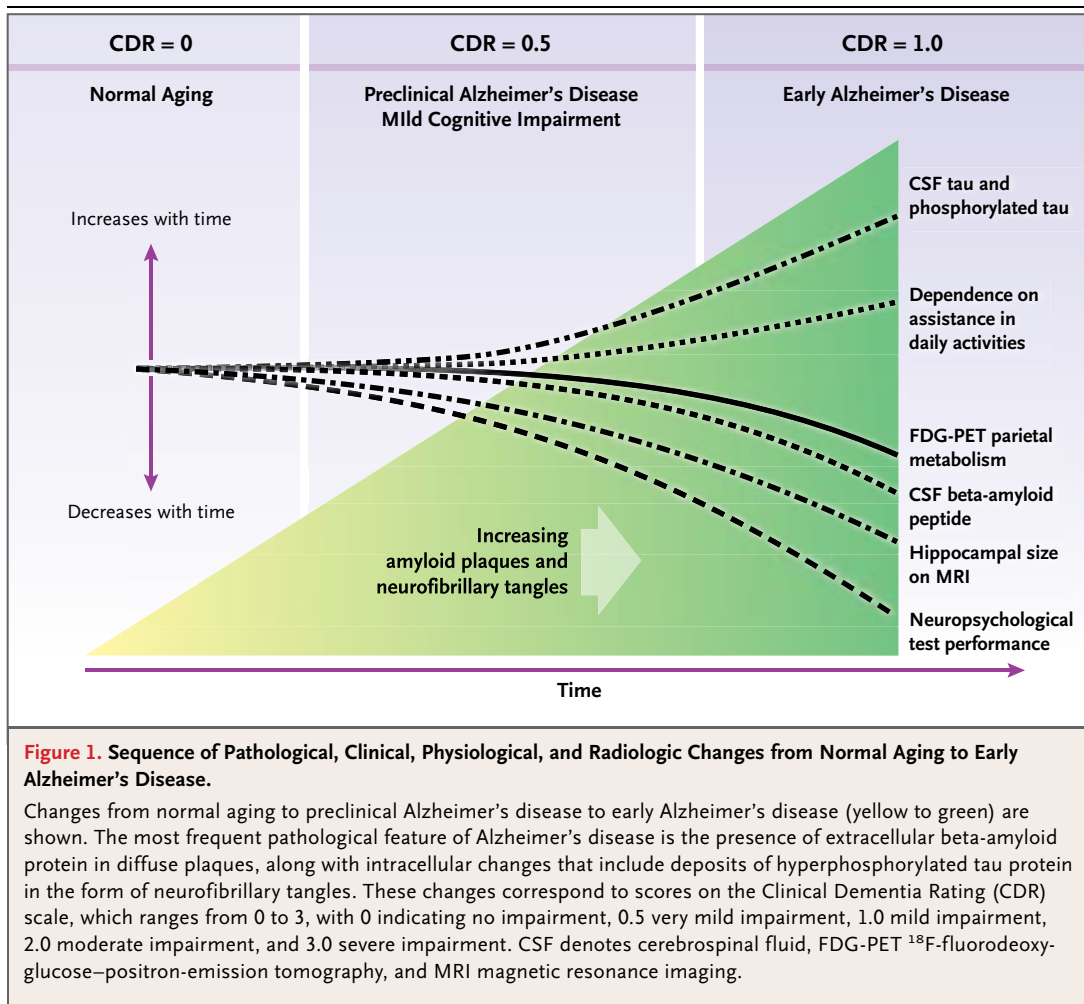 CDR = 0
CDR = 0.5
CDR = 1.0
Normal Aging
Preclinical Alzheimer's Disease
MIld Cognitive Impairment
Early Alzheimer's Disease
Increases with time
Decreases with time
CSF tau and
phosphorylated tau
Dependence on
assistance in
daily activities
FDG-PET parietal
metabolism
CSF beta-amyloid
peptide
Hippocampal size
on MRI
Neuropsychological
test performance
Increasing
amyloid plaques and
neurofibrillary tangles
Time
Figure 1. Sequence of Pathological, Clinical, Physiological, and Radiologic Changes from Normal Aging to Early
Alzheimer's Disease.
Changes from normal aging to preclinical Alzheimer's disease to early Alzheimer's disease (yellow to green) are
shown. The most frequent pathological feature of Alzheimer's disease is the presence of extracellular beta-amyloid
protein in diffuse plaques, along with intracellular changes that include deposits of hyperphosphorylated tau protein
in the form of neurofibrillary tangles. These changes correspond to scores on the Clinical Dementia Rating (CDR)
scale, which ranges from 0 to 3, with 0 indicating no impairment, 0.5 very mild impairment, 1.0 mild impairment,
2.0 moderate impairment, and 3.0 severe impairment. CSF denotes cerebrospinal fluid, FDG-PET ¹⁸F-fluorodeoxy-
glucose–positron-emission tomography, and MRI magnetic resonance imaging.